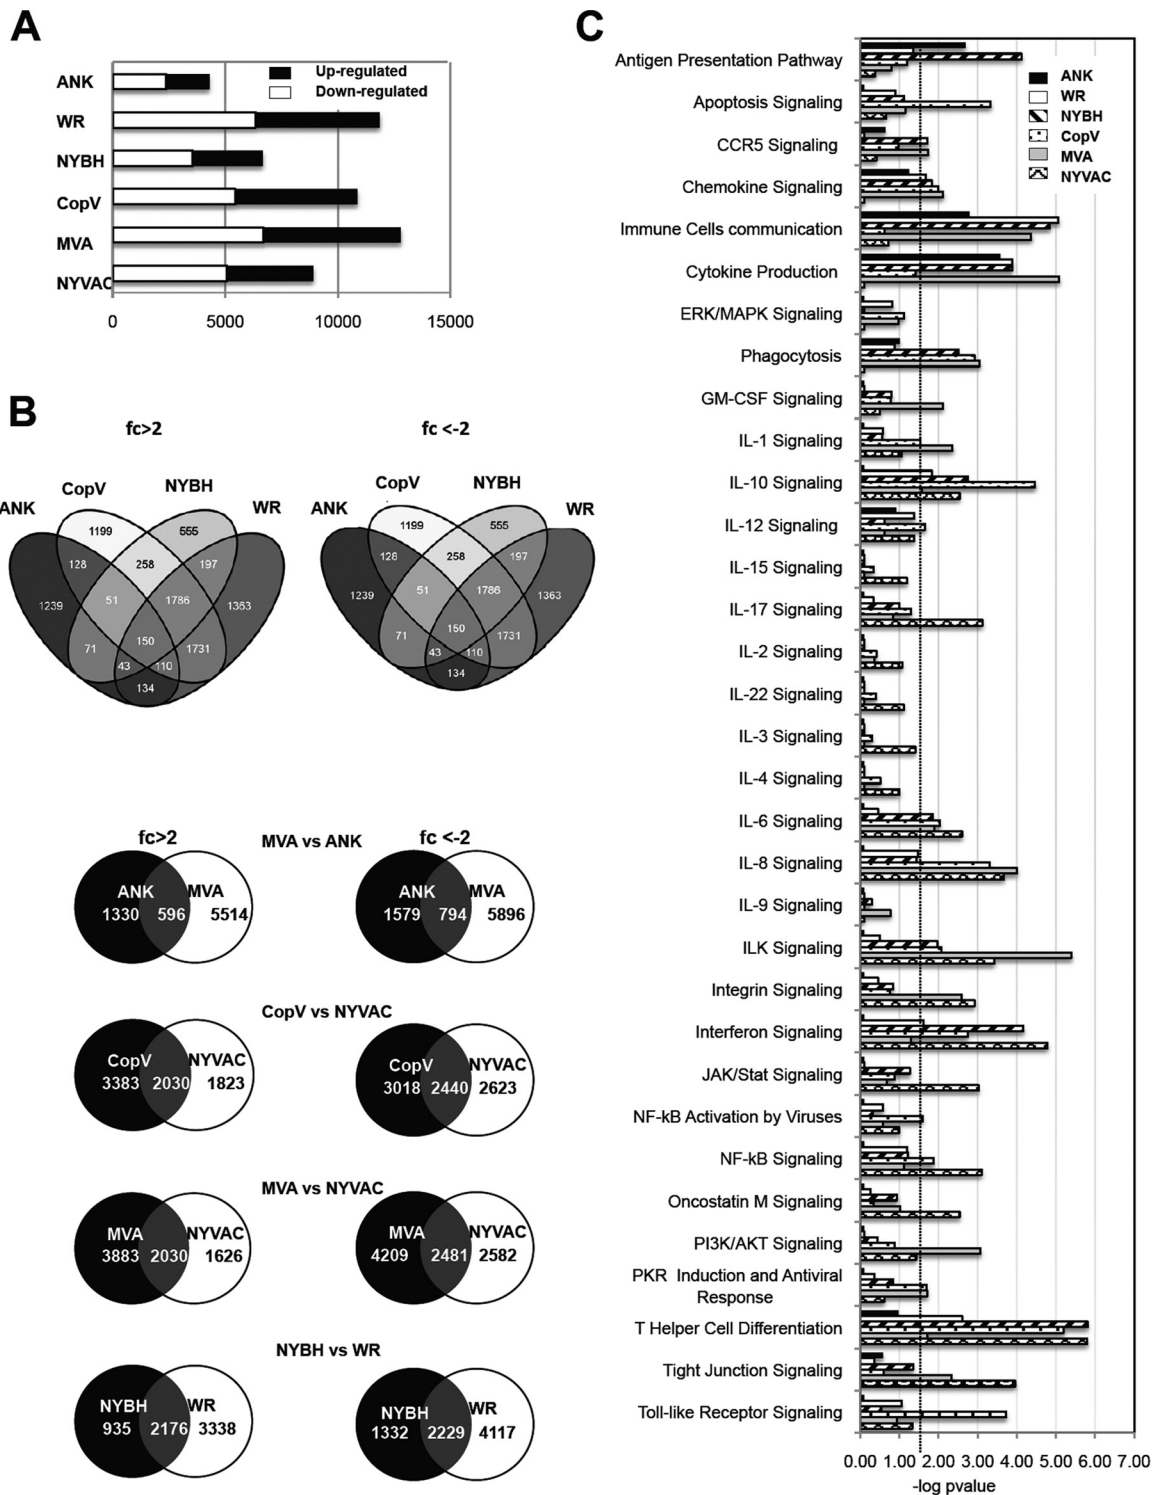 A
ANK
WR
NYBH
CopV
MVA
NYVAC
Up-regulated
Down-regulated
0 5000 10000 15000
B
fc>2
CopV NYBH
ANK WR
1199 555
128 258 197
1239 51 1786 1363
71 150 1731
43 110
134
fc <-2
CopV NYBH
ANK WR
1199 555
128 258 197
1239 51 1786 1363
71 150 1731
43 110
134
fc>2 MVA vs ANK fc <-2
ANK MVA
1330 596 5514
ANK MVA
1579 794 5896
CopV vs NYVAC
CopV NYVAC
3383 2030 1823
CopV NYVAC
3018 2440 2623
MVA vs NYVAC
MVA NYVAC
3883 2030 1626
MVA NYVAC
4209 2481 2582
NYBH vs WR
NYBH WR
935 2176 3338
NYBH WR
1332 2229 4117
C
Antigen Presentation Pathway
Apoptosis Signaling
CCR5 Signaling
Chemokine Signaling
Immune Cells communication
Cytokine Production
ERK/MAPK Signaling
Phagocytosis
GM-CSF Signaling
IL-1 Signaling
IL-10 Signaling
IL-12 Signaling
IL-15 Signaling
IL-17 Signaling
IL-2 Signaling
IL-22 Signaling
IL-3 Signaling
IL-4 Signaling
IL-6 Signaling
IL-8 Signaling
IL-9 Signaling
ILK Signaling
Integrin Signaling
Interferon Signaling
JAK/Stat Signaling
NF-kB Activation by Viruses
NF-kB Signaling
Oncostatin M Signaling
PI3K/AKT Signaling
PKR Induction and Antiviral
Response
T Helper Cell Differentiation
Tight Junction Signaling
Toll-like Receptor Signaling
ANK
WR
NYBH
CopV
MVA
NYVAC
0.00 1.00 2.00 3.00 4.00 5.00 6.00 7.00
-log pvalue